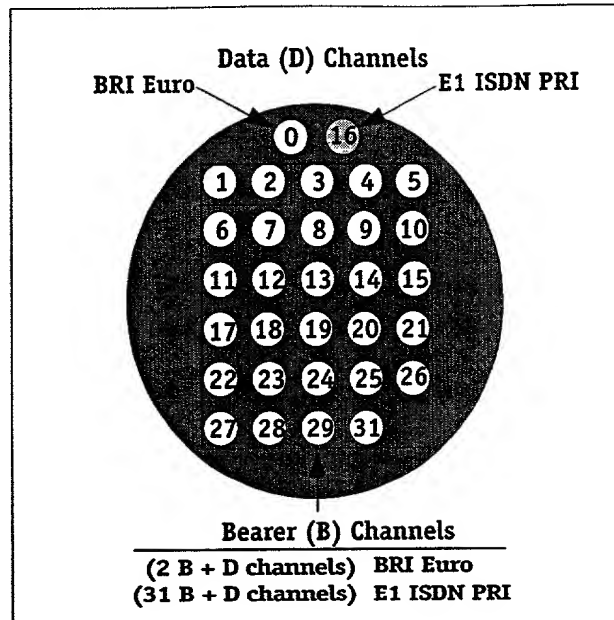 Data (D) Channels
BRI Euro E1 ISDN PRI
0 16
1 2 3 4 5
6 7 8 9 10
11 12 13 14 15
17 18 19 20 21
22 23 24 25 26
27 28 29 31
Bearer (B) Channels
(2 B + D channels) BRI Euro
(31 B + D channels) E1 ISDN PRI